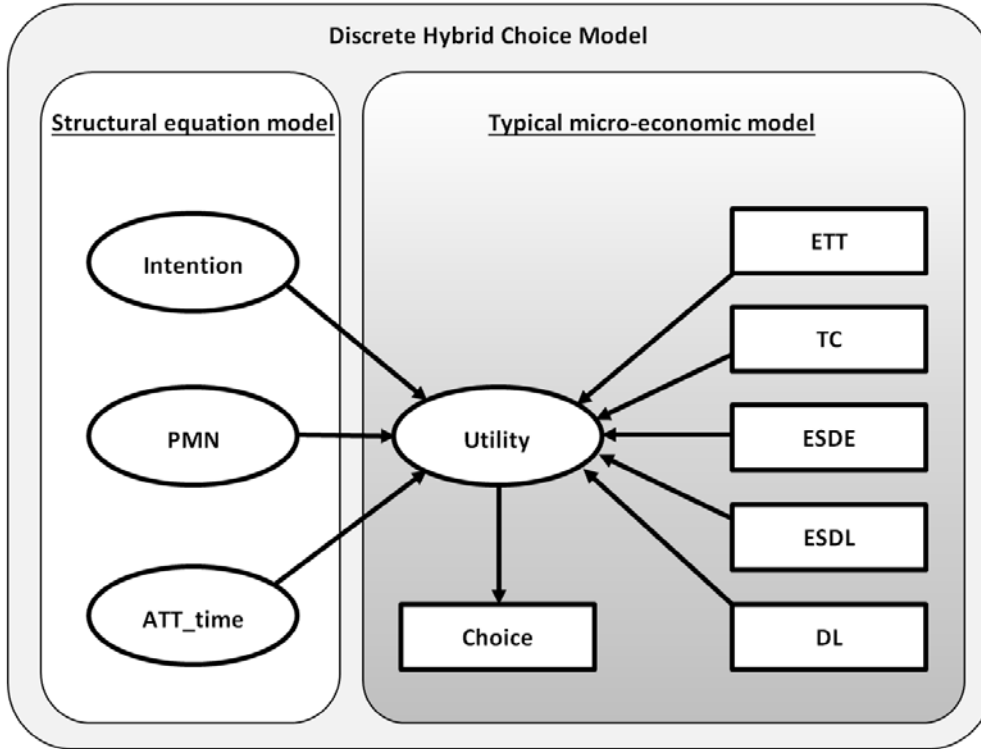 Discrete Hybrid Choice Model
Structural equation model
Intention
PMN
ATT_time
Typical micro-economic model
Utility
Choice
ETT
TC
ESDE
ESDL
DL